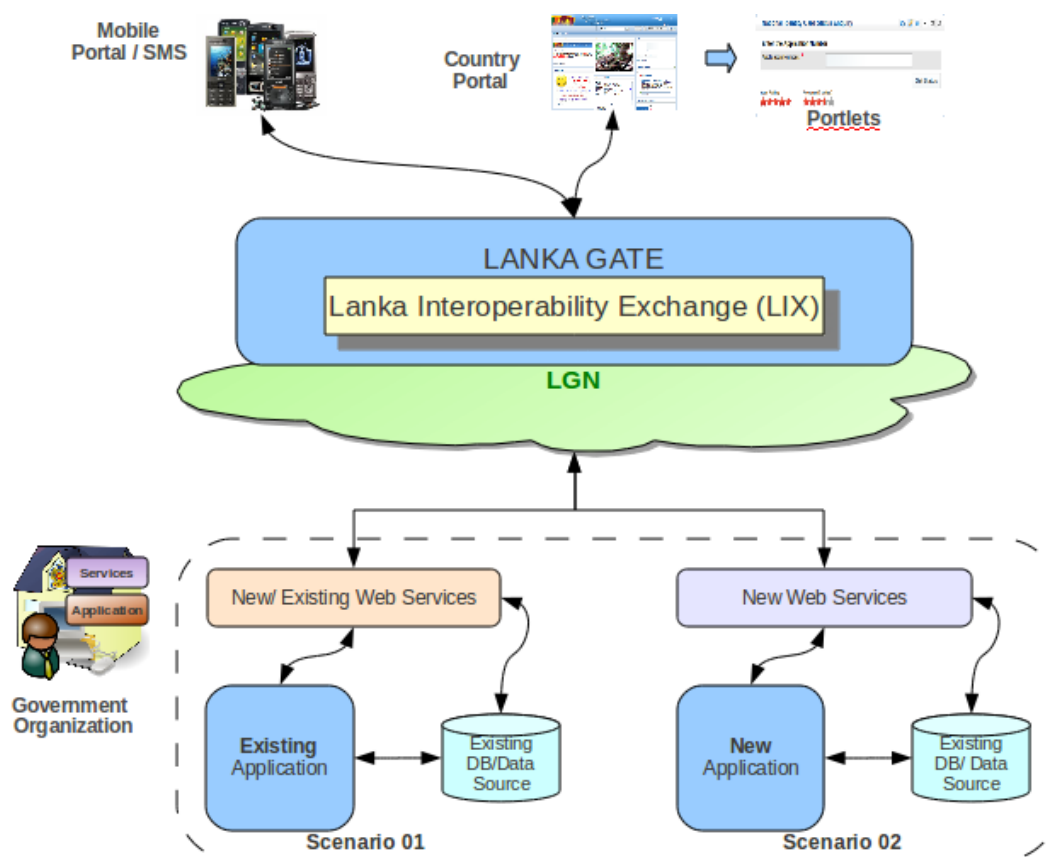 Mobile
Portal / SMS
Country
Portal
Portlets
LANKA GATE
Lanka Interoperability Exchange (LIX)
LGN
Services
Application
Government
Organization
New/ Existing Web Services
New Web Services
Existing
Application
Existing
DB/Data
Source
New
Application
Existing
DB/ Data
Source
Scenario 01
Scenario 02